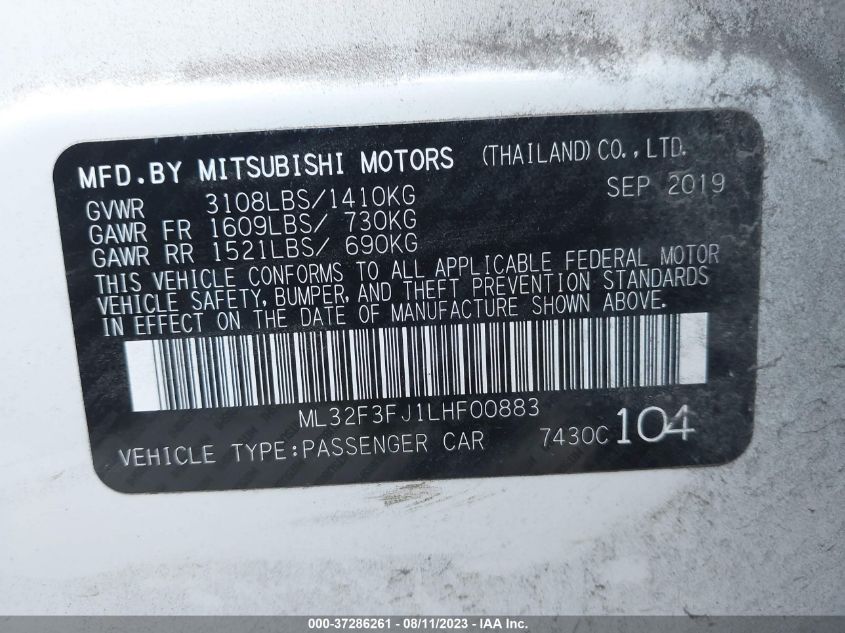 MFD.BY MITSUBISHI MOTORS (THAILAND) CO., LTD.
GVWR 3108LBS/1410KG SEP 2019
GAWR FR 1609LBS/ 730KG
GAWR RR 1521LBS/ 690KG
THIS VEHICLE CONFORMS TO ALL APPLICABLE FEDERAL MOTOR
VEHICLE SAFETY, BUMPER, AND THEFT PREVENTION STANDARDS
IN EFFECT ON THE DATE OF MANUFACTURE SHOWN ABOVE.
ML32F3FJ1LHF00883
VEHICLE TYPE:PASSENGER CAR 7430C 104
000-37286261 - 08/11/2023 - IAA Inc.